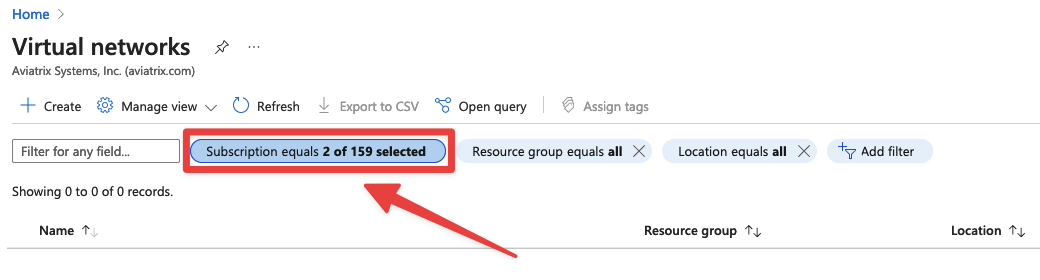 Home
Virtual networks
Aviatrix Systems, Inc. (aviatrix.com)
Create Manage view Refresh Export to CSV Open query Assign tags
Filter for any field... Subscription equals 2 of 159 selected Resource group equals all Location equals all Add filter
Showing 0 to 0 of 0 records.
Name Resource group Location